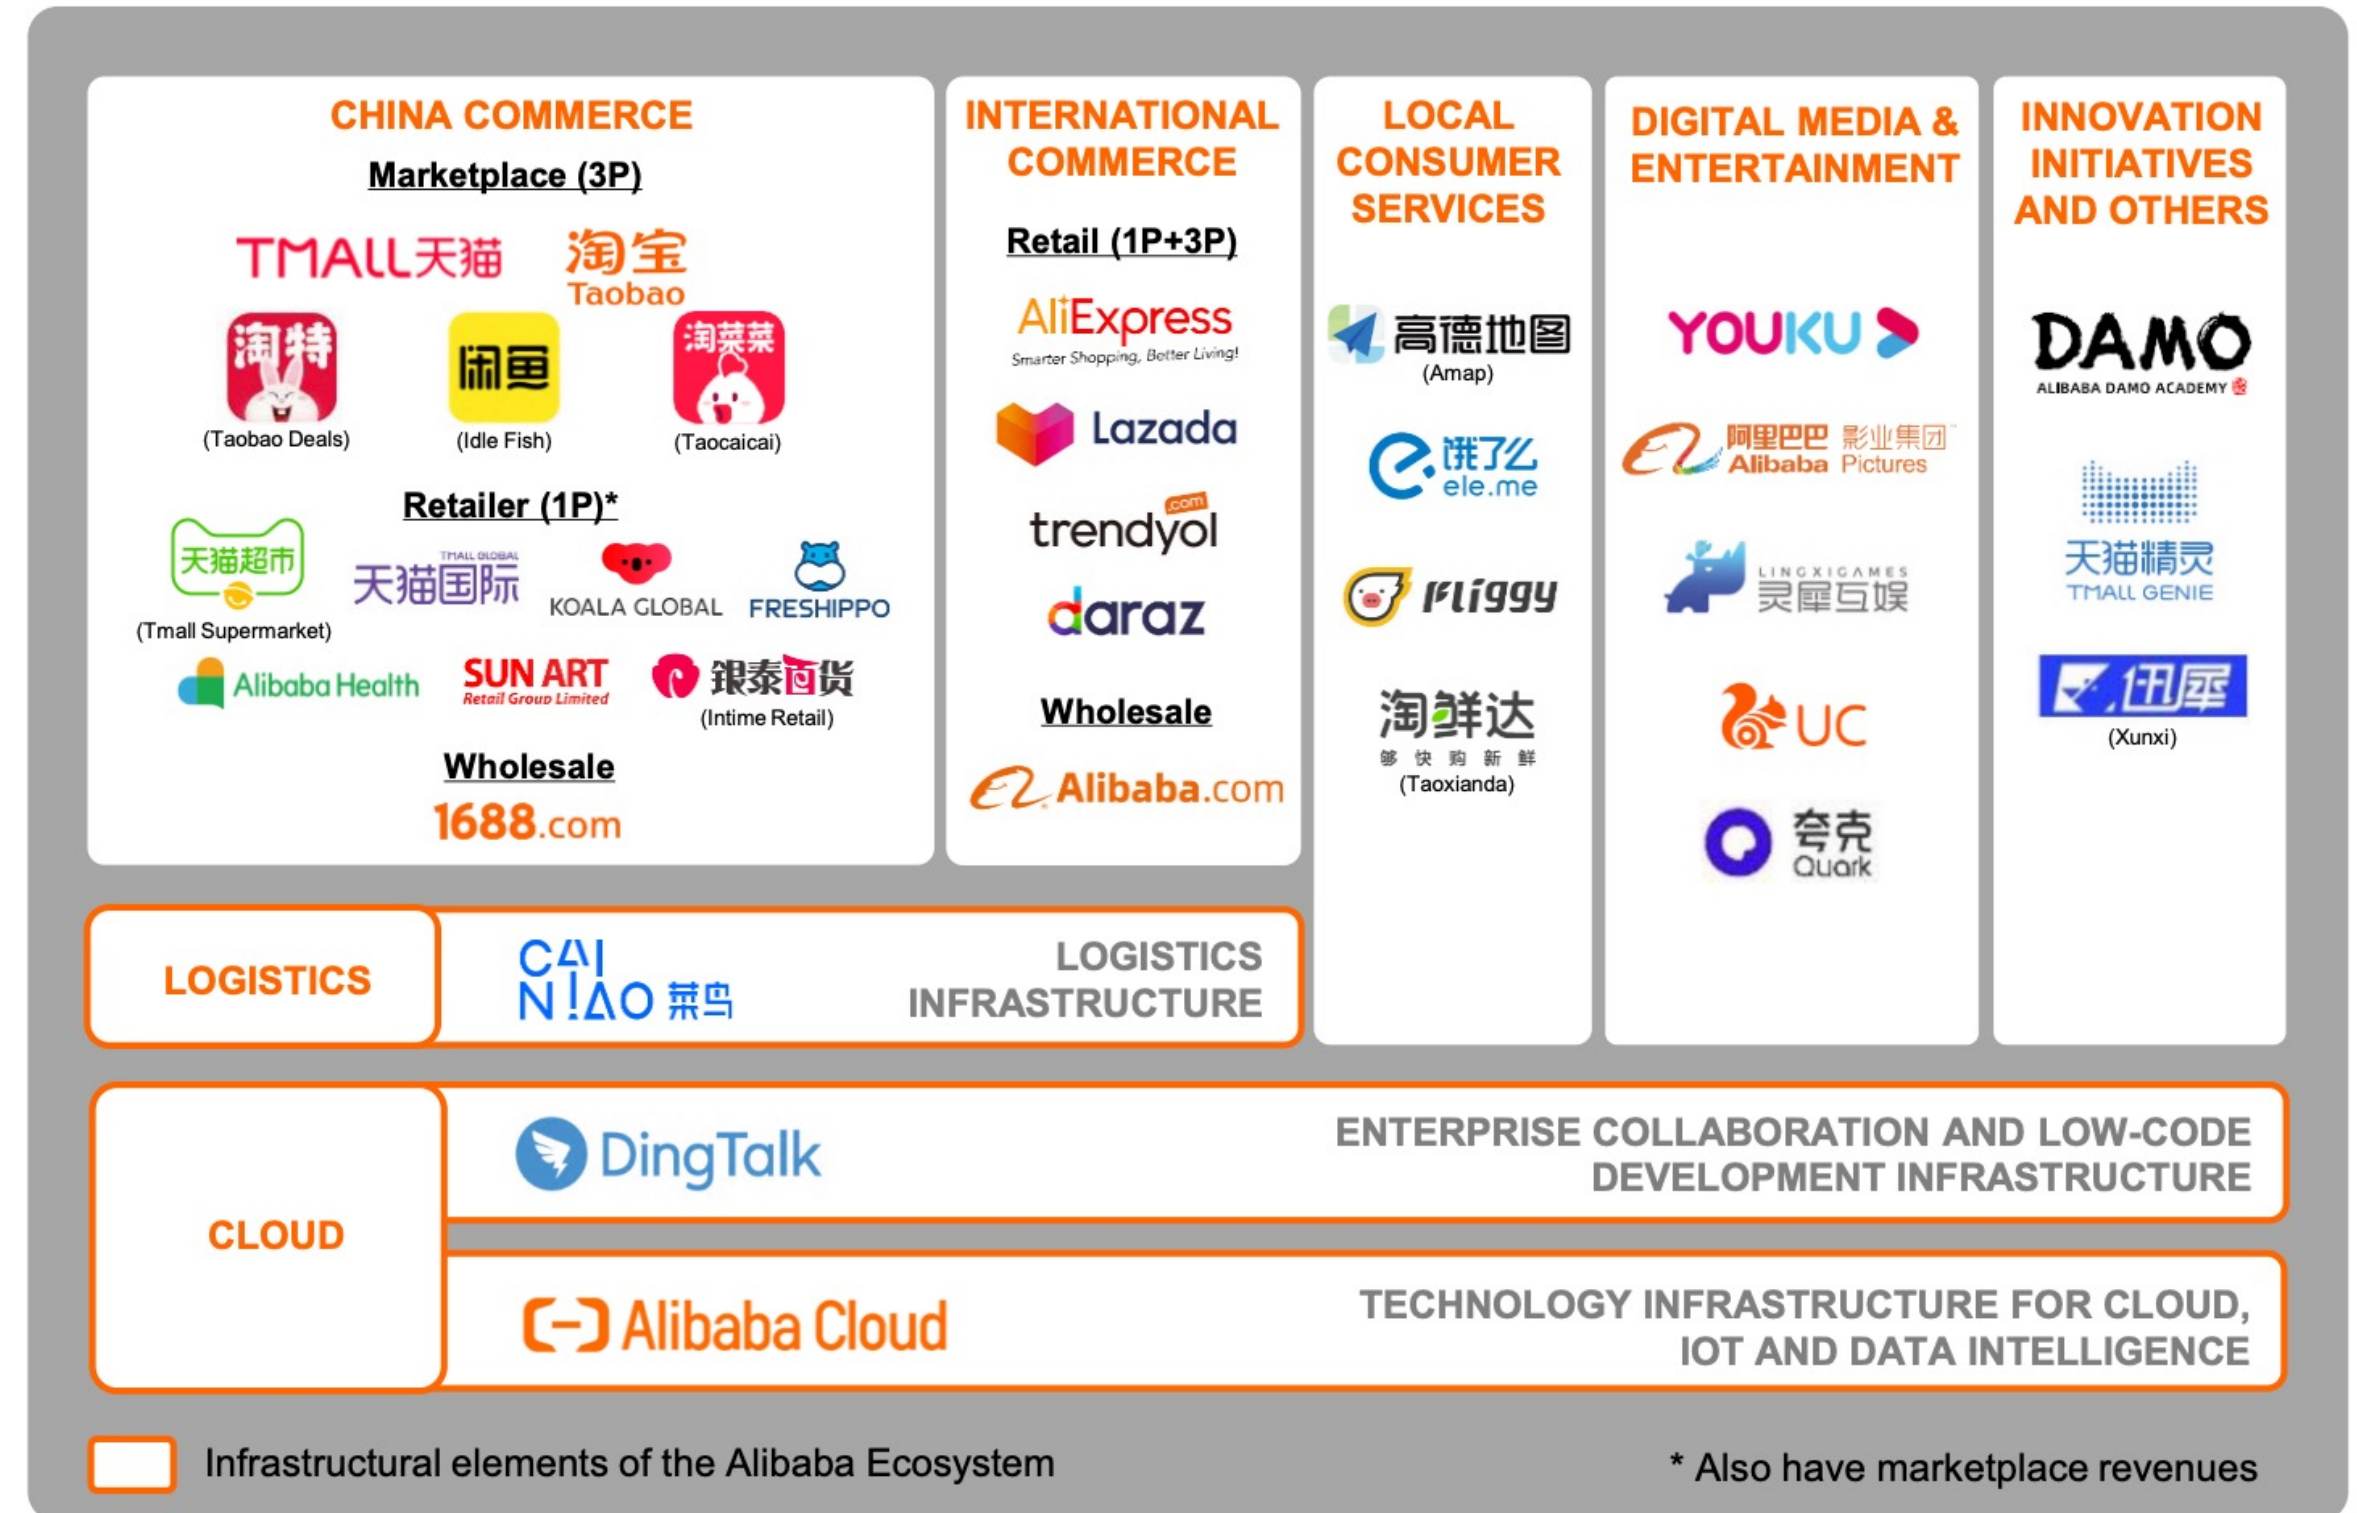 CHINA COMMERCE
Marketplace (3P)
TMALL天猫
淘宝
Taobao
淘特
(Taobao Deals)
闲鱼
(Idle Fish)
淘菜菜
(Taocaicai)
Retailer (1P)*
天猫超市
(Tmall Supermarket)
TMALL GLOBAL
天猫国际
KOALA GLOBAL
FRESHIPPO
Alibaba Health
SUN ART
Retail Group Limited
银泰百货
(Intime Retail)
Wholesale
1688.com
INTERNATIONAL
COMMERCE
Retail (1P+3P)
AliExpress
Smarter Shopping, Better Living!
Lazada
trendyol
.com
daraz
Wholesale
Alibaba.com
LOCAL
CONSUMER
SERVICES
高德地图
(Amap)
饿了么
ele.me
Fliggy
淘鲜达
够快购新鲜
(Taoxianda)
DIGITAL MEDIA &
ENTERTAINMENT
YOUKU
阿里巴巴 影业集团
Alibaba Pictures
LINGXIGAMES
灵犀互娱
UC
夸克
Quark
INNOVATION
INITIATIVES
AND OTHERS
DAMO
ALIBABA DAMO ACADEMY
天猫精灵
TMALL GENIE
迅犀
(Xunxi)
LOGISTICS
CAI
NIAO 菜鸟
LOGISTICS
INFRASTRUCTURE
CLOUD
DingTalk
ENTERPRISE COLLABORATION AND LOW-CODE
DEVELOPMENT INFRASTRUCTURE
Alibaba Cloud
TECHNOLOGY INFRASTRUCTURE FOR CLOUD,
IOT AND DATA INTELLIGENCE
Infrastructural elements of the Alibaba Ecosystem
* Also have marketplace revenues